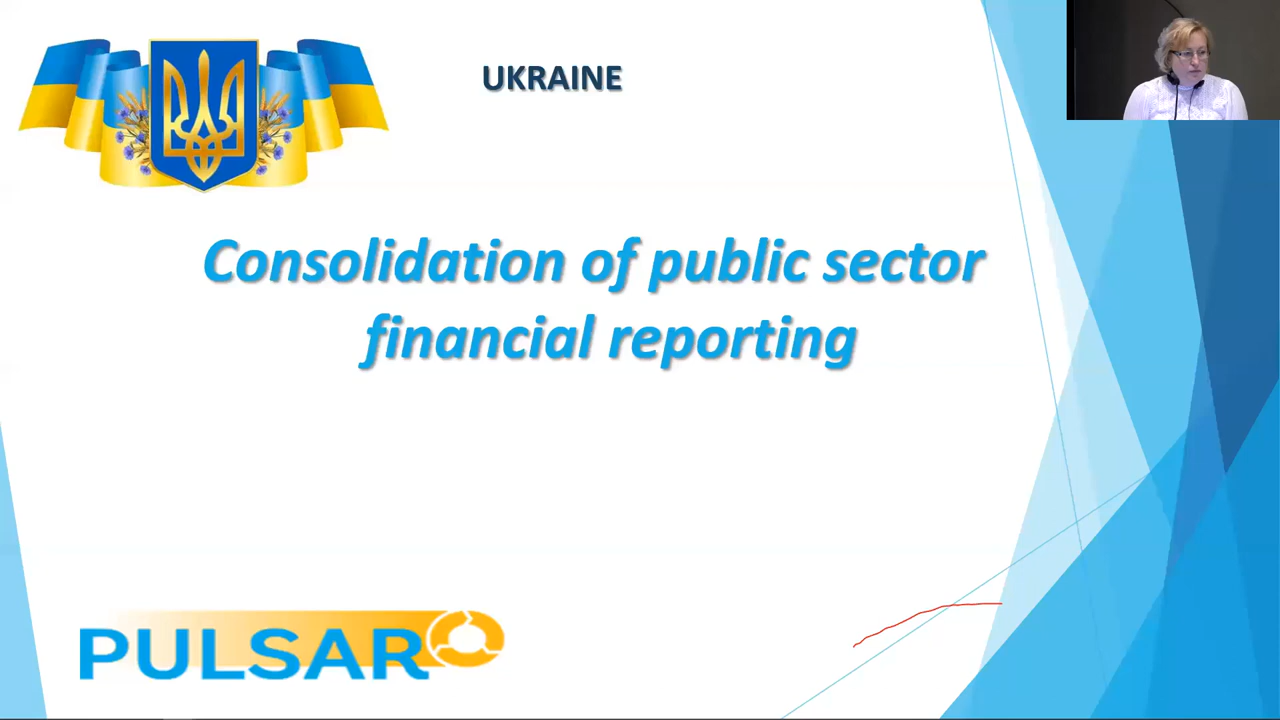 UKRAINE
Consolidation of public sector
financial reporting
PULSAR